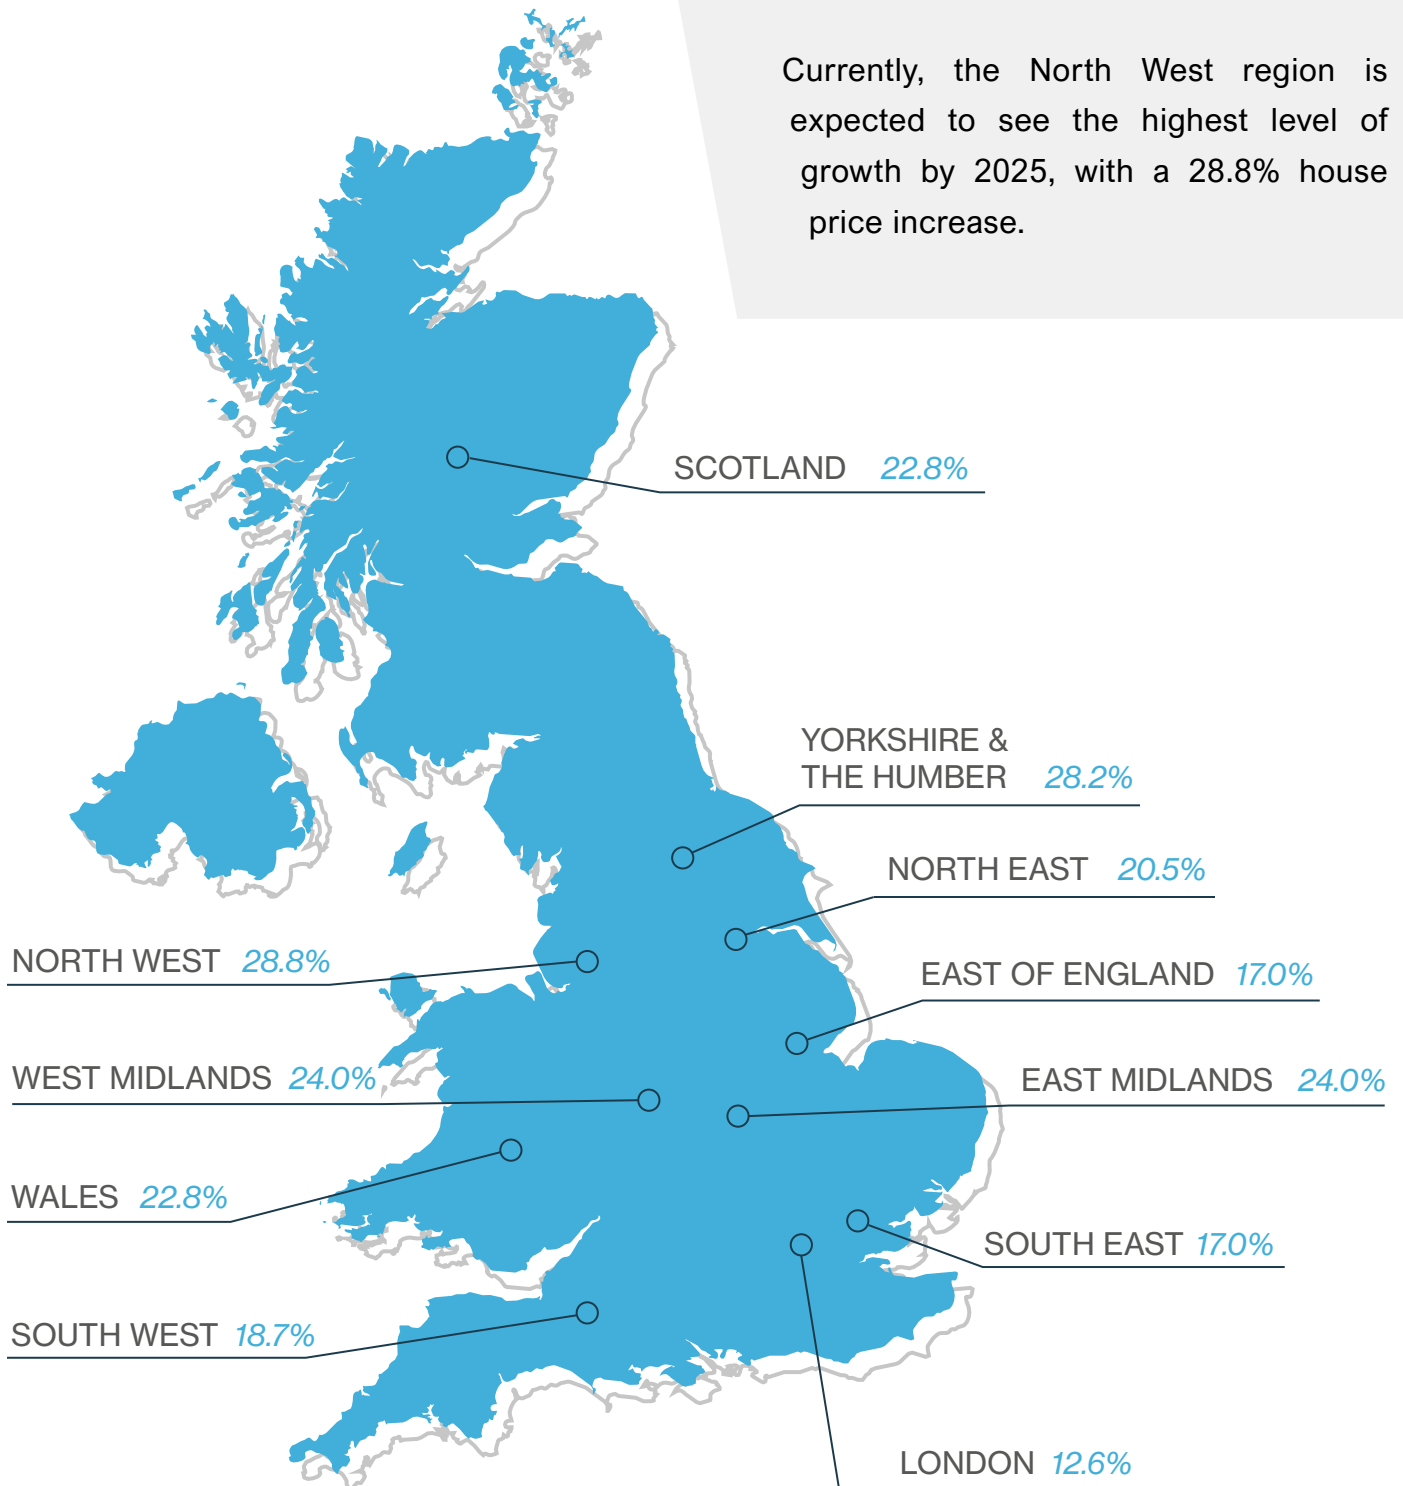 Currently, the North West region is
expected to see the highest level of
growth by 2025, with a 28.8% house
price increase.
SCOTLAND 22.8%
YORKSHIRE &
THE HUMBER 28.2%
NORTH EAST 20.5%
NORTH WEST 28.8%
EAST OF ENGLAND 17.0%
WEST MIDLANDS 24.0%
EAST MIDLANDS 24.0%
WALES 22.8%
SOUTH EAST 17.0%
SOUTH WEST 18.7%
LONDON 12.6%